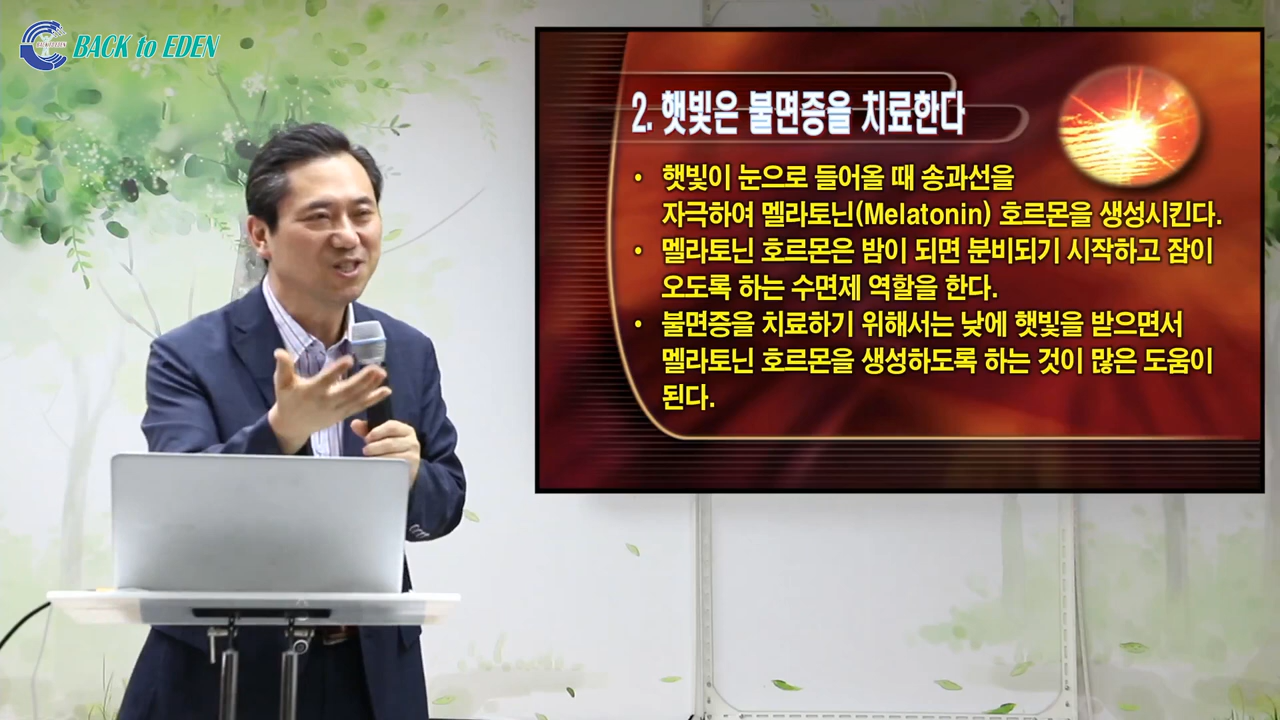 BACK to EDEN
2. 햇빛은 불면증을 치료한다
• 햇빛이 눈으로 들어올 때 송과선을
자극하여 멜라토닌(Melatonin) 호르몬을 생성시킨다.
• 멜라토닌 호르몬은 밤이 되면 분비되기 시작하고 잠이
오도록 하는 수면제 역할을 한다.
• 불면증을 치료하기 위해서는 낮에 햇빛을 받으면서
멜라토닌 호르몬을 생성하도록 하는 것이 많은 도움이
된다.